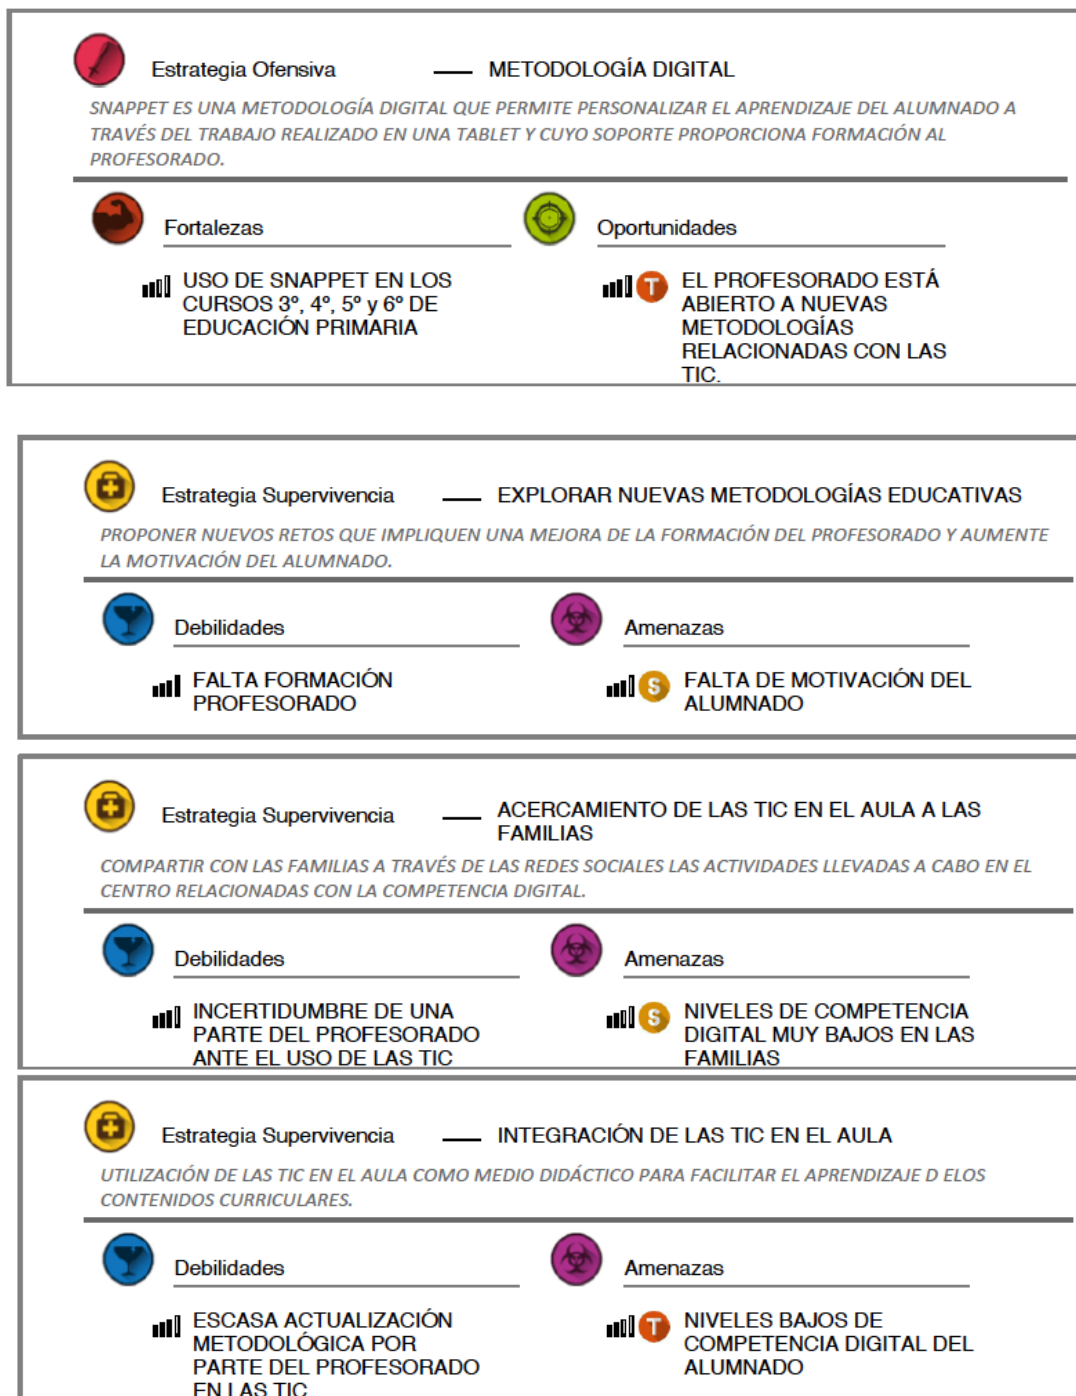 Estrategia Ofensiva — METODOLOGÍA DIGITAL
SNAPPET ES UNA METODOLOGÍA DIGITAL QUE PERMITE PERSONALIZAR EL APRENDIZAJE DEL ALUMNADO A
TRAVÉS DEL TRABAJO REALIZADO EN UNA TABLET Y CUYO SOPORTE PROPORCIONA FORMACIÓN AL
PROFESORADO.
Fortalezas
USO DE SNAPPET EN LOS
CURSOS 3º, 4º, 5º y 6º DE
EDUCACIÓN PRIMARIA
Oportunidades
T EL PROFESORADO ESTÁ
ABIERTO A NUEVAS
METODOLOGÍAS
RELACIONADAS CON LAS
TIC.
Estrategia Supervivencia — EXPLORAR NUEVAS METODOLOGÍAS EDUCATIVAS
PROPONER NUEVOS RETOS QUE IMPLIQUEN UNA MEJORA DE LA FORMACIÓN DEL PROFESORADO Y AUMENTE
LA MOTIVACIÓN DEL ALUMNADO.
Debilidades
FALTA FORMACIÓN
PROFESORADO
Amenazas
S FALTA DE MOTIVACIÓN DEL
ALUMNADO
Estrategia Supervivencia — ACERCAMIENTO DE LAS TIC EN EL AULA A LAS
FAMILIAS
COMPARTIR CON LAS FAMILIAS A TRAVÉS DE LAS REDES SOCIALES LAS ACTIVIDADES LLEVADAS A CABO EN EL
CENTRO RELACIONADAS CON LA COMPETENCIA DIGITAL.
Debilidades
INCERTIDUMBRE DE UNA
PARTE DEL PROFESORADO
ANTE EL USO DE LAS TIC
Amenazas
S NIVELES DE COMPETENCIA
DIGITAL MUY BAJOS EN LAS
FAMILIAS
Estrategia Supervivencia — INTEGRACIÓN DE LAS TIC EN EL AULA
UTILIZACIÓN DE LAS TIC EN EL AULA COMO MEDIO DIDÁCTICO PARA FACILITAR EL APRENDIZAJE D ELOS
CONTENIDOS CURRICULARES.
Debilidades
ESCASA ACTUALIZACIÓN
METODOLÓGICA POR
PARTE DEL PROFESORADO
EN LAS TIC
Amenazas
T NIVELES BAJOS DE
COMPETENCIA DIGITAL DEL
ALUMNADO